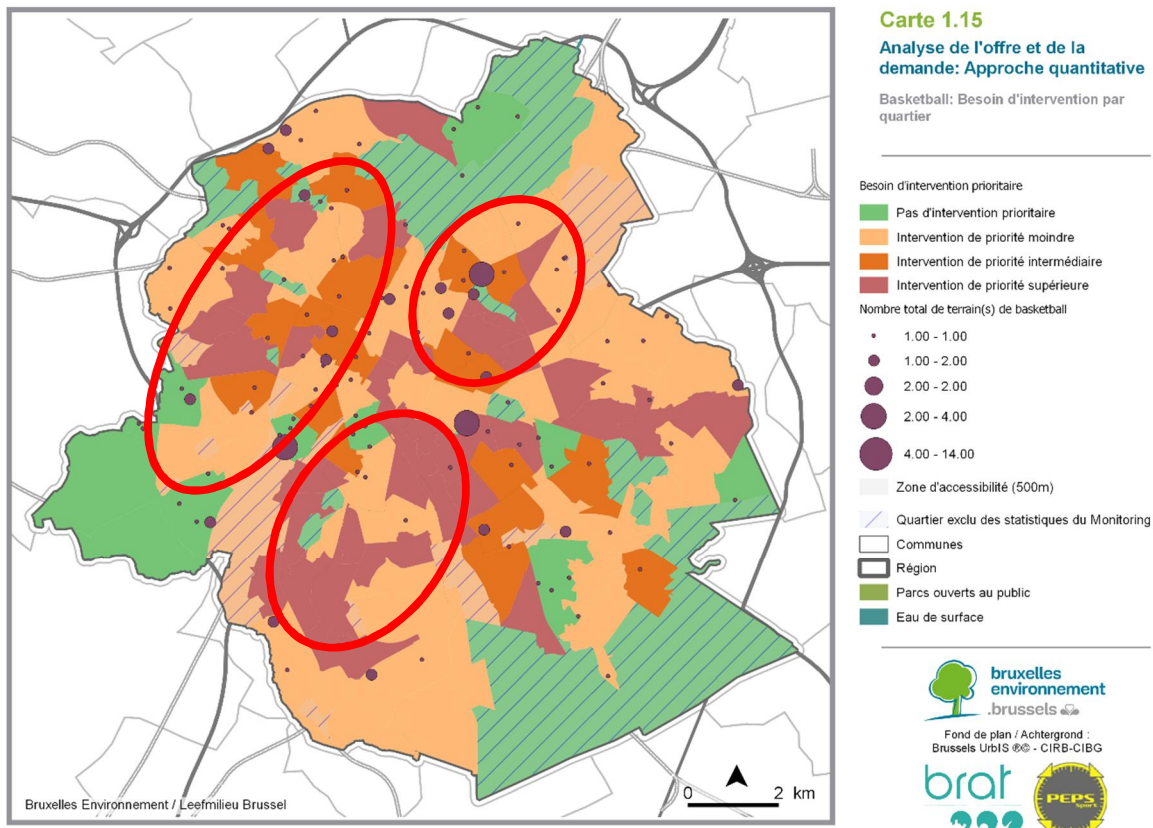 Carte 1.15
Analyse de l'offre et de la
demande: Approche quantitative
Basketball: Besoin d'intervention par
quartier
Besoin d'intervention prioritaire
Pas d'intervention prioritaire
Intervention de priorité moindre
Intervention de priorité intermédiaire
Intervention de priorité supérieure
Nombre total de terrain(s) de basketball
1.00 - 1.00
1.00 - 2.00
2.00 - 2.00
2.00 - 4.00
4.00 - 14.00
Zone d'accessibilité (500m)
Quartier exclu des statistiques du Monitoring
Communes
Région
Parcs ouverts au public
Eau de surface
bruxelles
environnement
.brussels
Fond de plan / Achtergrond :
Brussels UrbIS ®© - CIRB-CIBG
brat
PEPS
Sport
0 2 km
Bruxelles Environnement / Leefmilieu Brussel